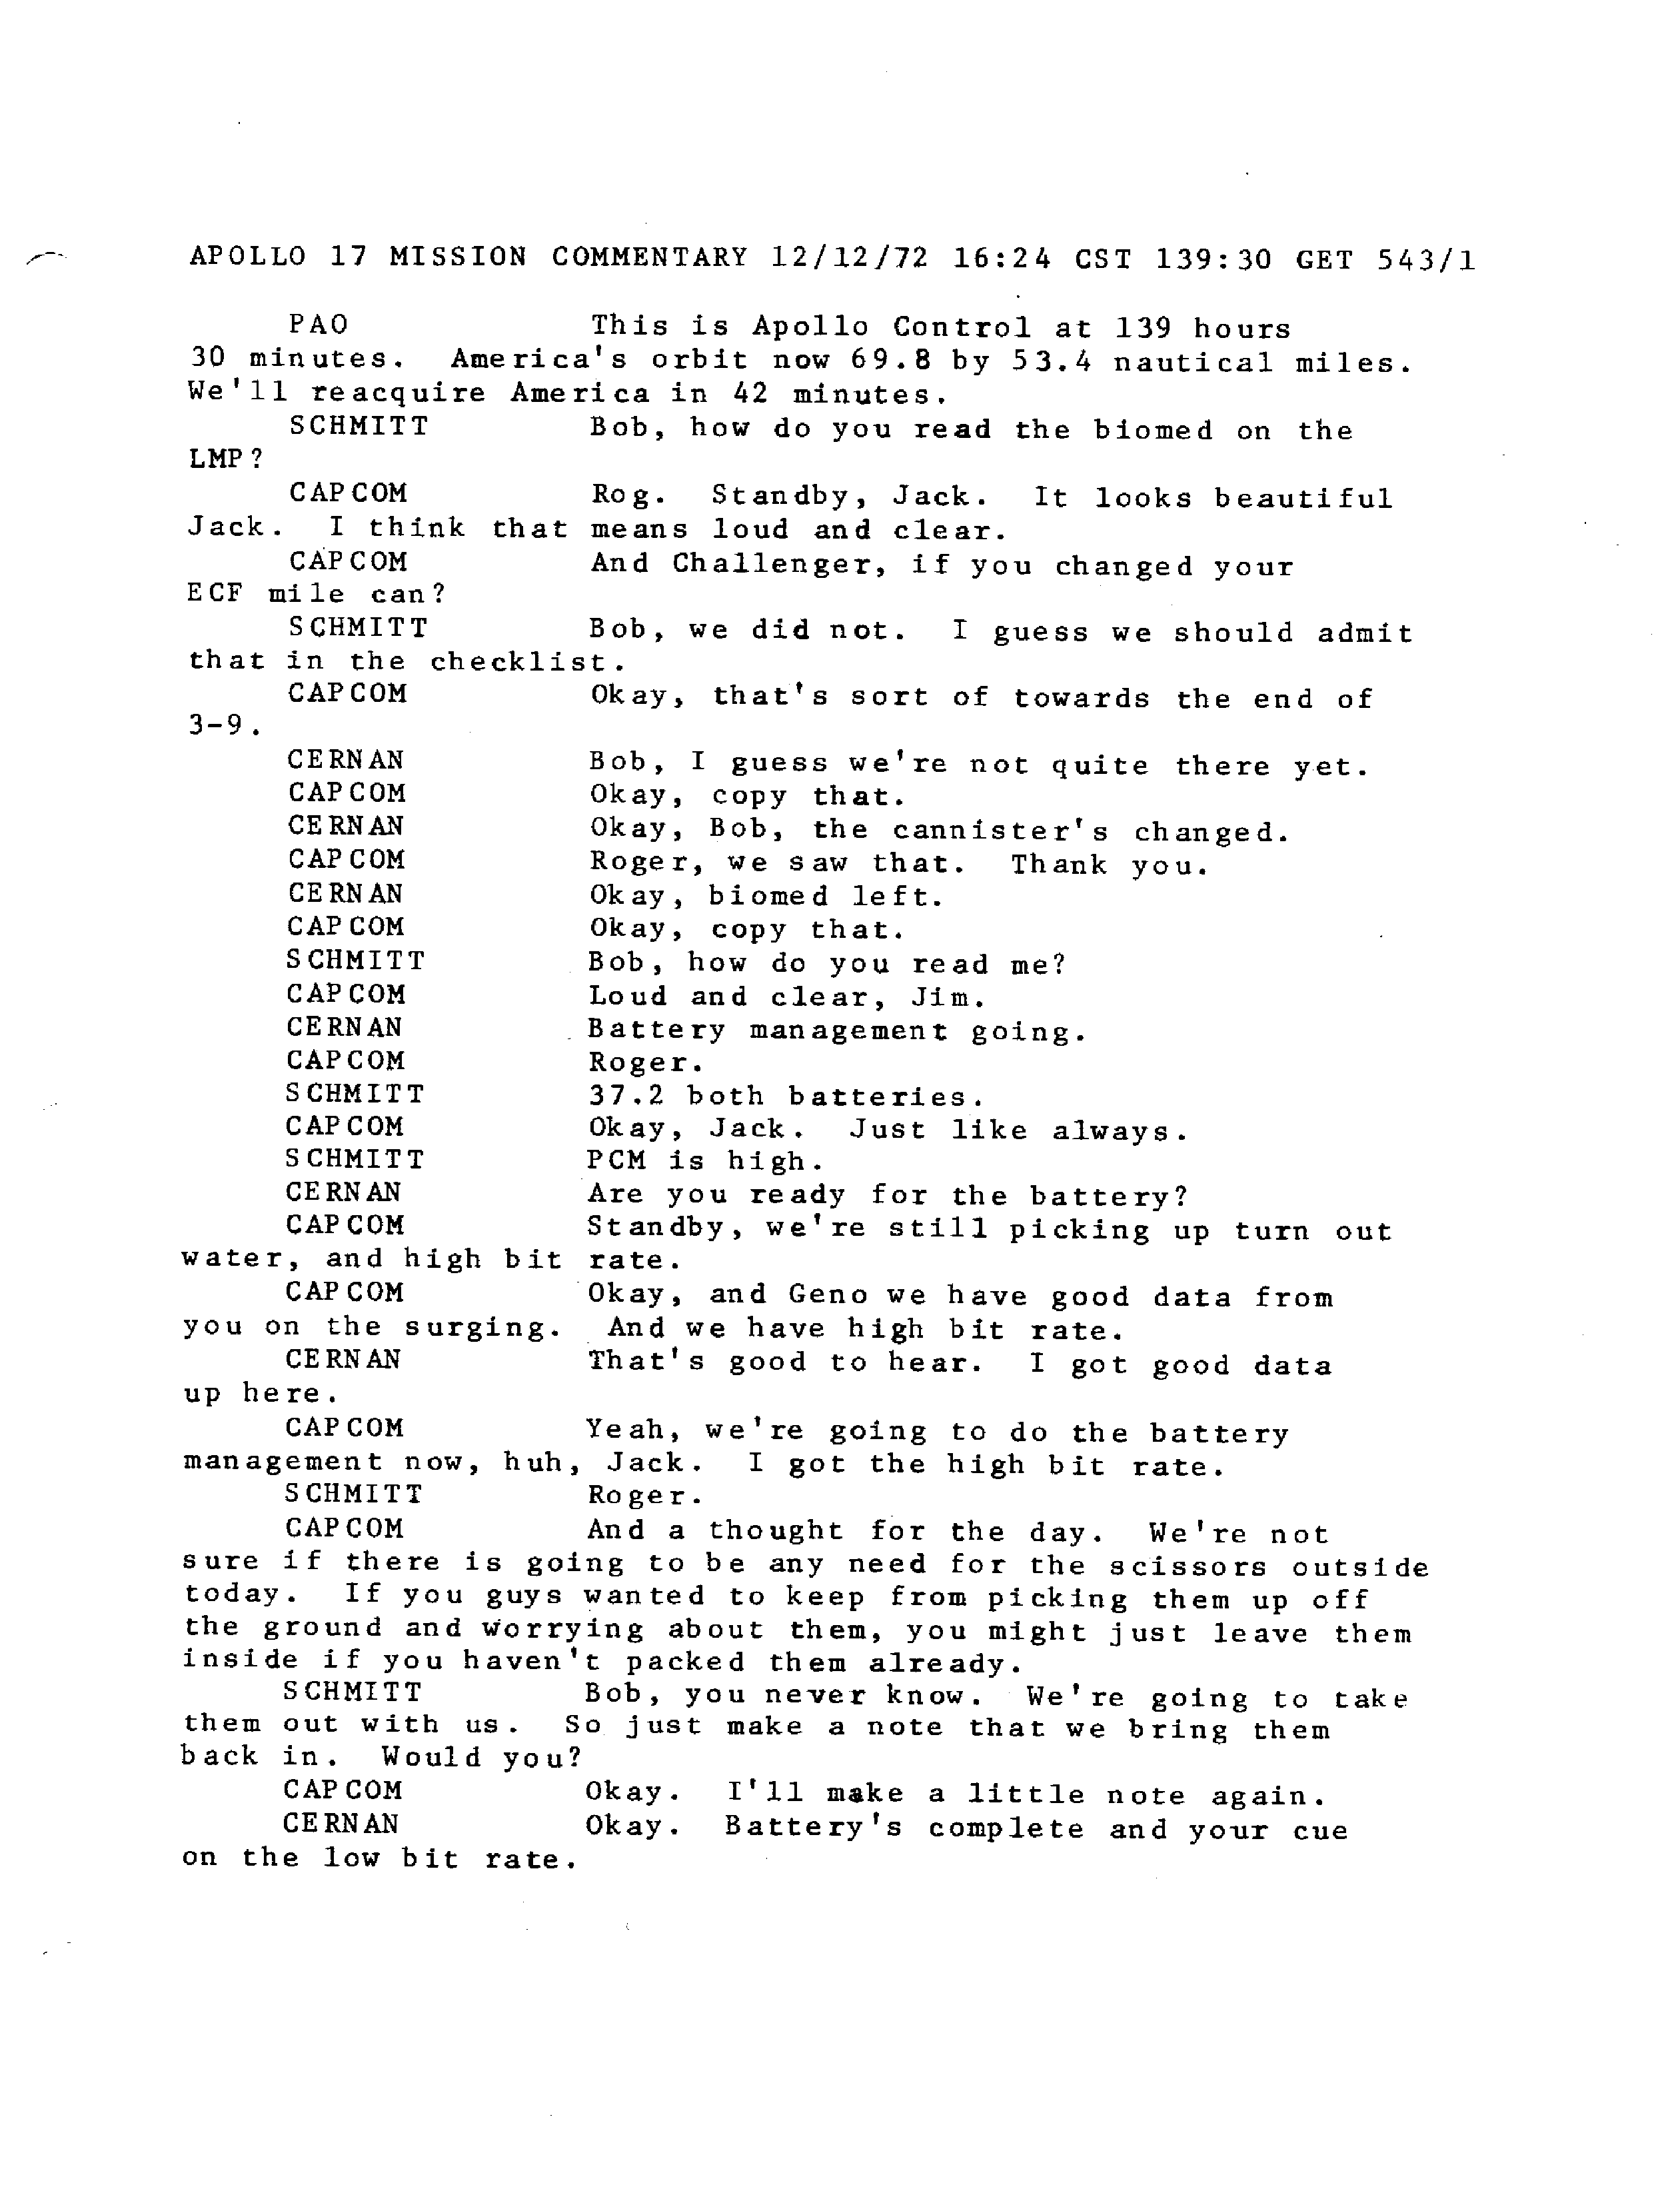 APOLLO 17 MISSION COMMENTARY 12/12/72 16:24 CST 139:30 GET 543/1
PAO This is Apollo Control at 139 hours
30 minutes. America's orbit now 69.8 by 53.4 nautical miles.
We'll reacquire America in 42 minutes.
SCHMITT Bob, how do you read the biomed on the
LMP?
CAPCOM Rog. Standby, Jack. It looks beautiful
Jack. I think that means loud and clear.
CAPCOM And Challenger, if you changed your
ECF mile can?
SCHMITT Bob, we did not. I guess we should admit
that in the checklist.
CAPCOM Okay, that's sort of towards the end of
3-9.
CERNAN Bob, I guess we're not quite there yet.
CAPCOM Okay, copy that.
CERNAN Okay, Bob, the cannister's changed.
CAPCOM Roger, we saw that. Thank you.
CERNAN Okay, biomed left.
CAPCOM Okay, copy that.
SCHMITT Bob, how do you read me?
CAPCOM Loud and clear, Jim.
CERNAN Battery management going.
CAPCOM Roger.
SCHMITT 37.2 both batteries.
CAPCOM Okay, Jack. Just like always.
SCHMITT PCM is high.
CERNAN Are you ready for the battery?
CAPCOM Standby, we're still picking up turn out
water, and high bit rate.
CAPCOM Okay, and Geno we have good data from
you on the surging. And we have high bit rate.
CERNAN That's good to hear. I got good data
up here.
CAPCOM Yeah, we're going to do the battery
management now, huh, Jack. I got the high bit rate.
SCHMITT Roger.
CAPCOM And a thought for the day. We're not
sure if there is going to be any need for the scissors outside
today. If you guys wanted to keep from picking them up off
the ground and worrying about them, you might just leave them
inside if you haven't packed them already.
SCHMITT Bob, you never know. We're going to take
them out with us. So just make a note that we bring them
back in. Would you?
CAPCOM Okay. I'll make a little note again.
CERNAN Okay. Battery's complete and your cue
on the low bit rate.